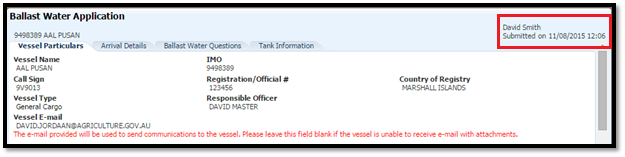 Ballast Water Application
David Smith
9498389 AAL PUSAN
Submitted on 11/08/2015 12:06
Vessel Particulars Arrival Details Ballast Water Questions Tank Information
Vessel Name IMO
AAL PUSAN 9498389
Call Sign Registration/Official # Country of Registry
9V9013 123456 MARSHALL ISLANDS
Vessel Type Responsible Officer
General Cargo DAVID MASTER
Vessel E-mail
DAVID.JORDAAN@AGRICULTURE.GOV.AU
The e-mail provided will be used to send communications to the vessel. Please leave this field blank if the vessel is unable to receive e-mail with attachments.